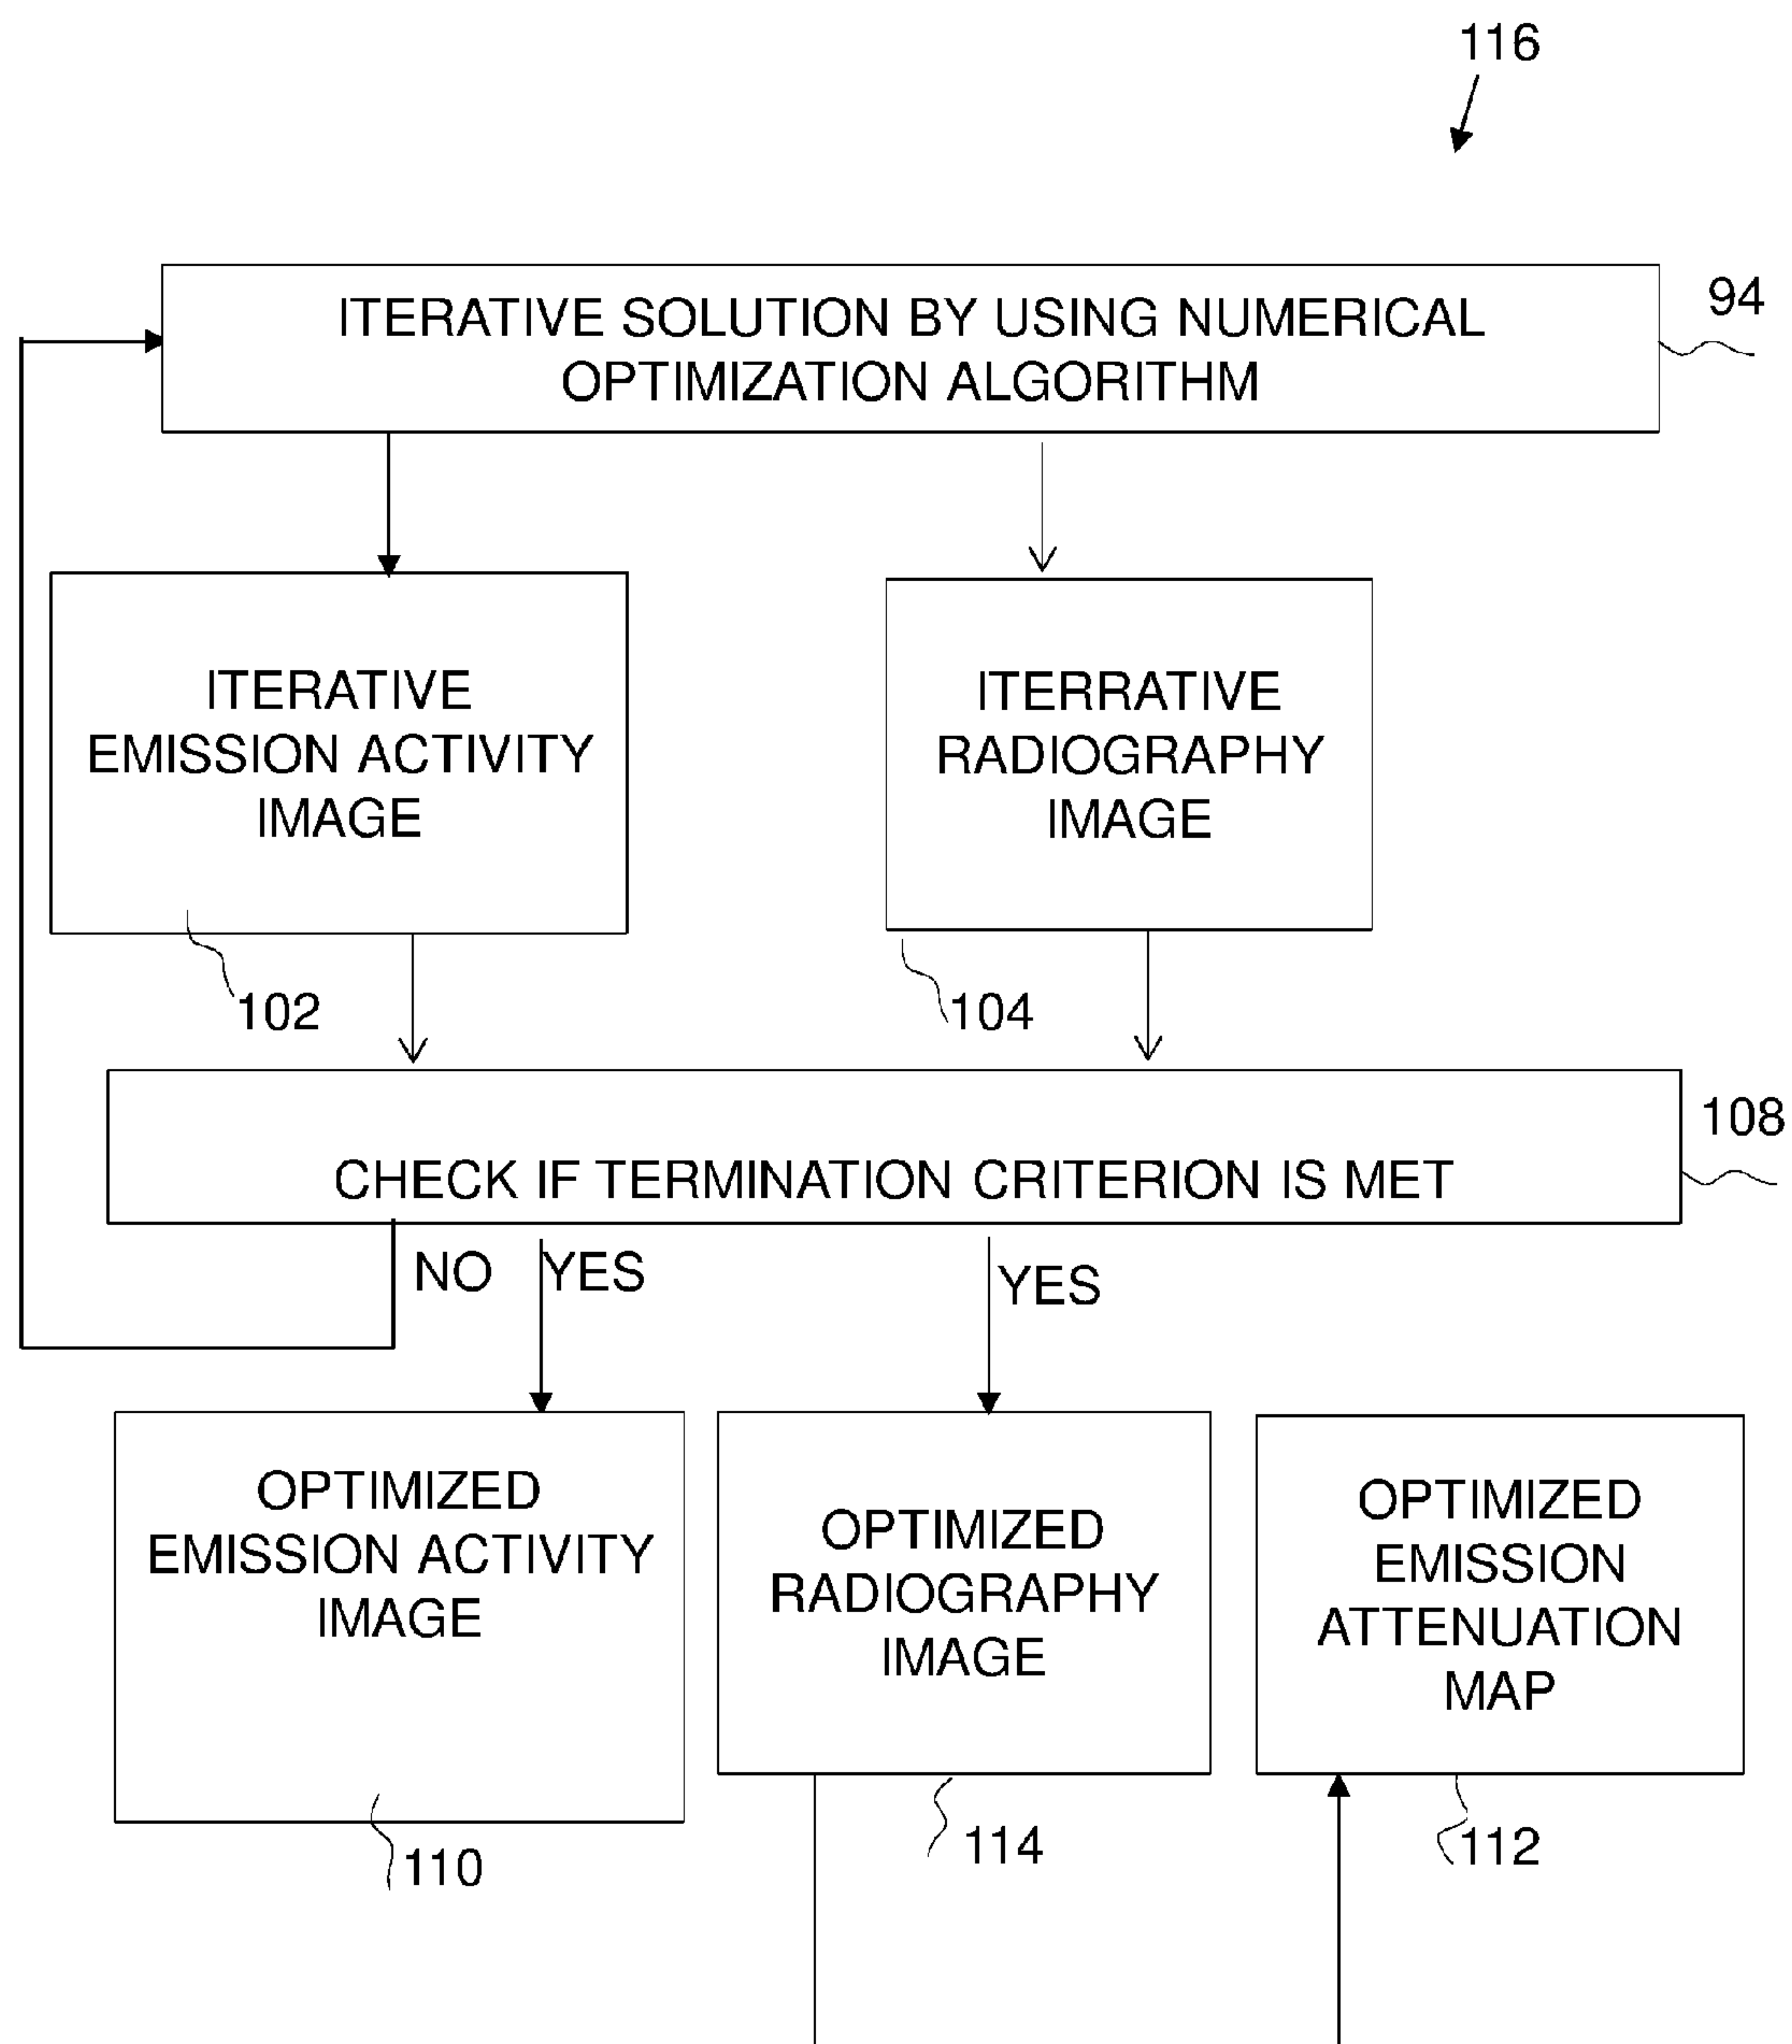 116
ITERATIVE SOLUTION BY USING NUMERICAL
OPTIMIZATION ALGORITHM
94
ITERATIVE
EMISSION ACTIVITY
IMAGE
102
ITERRATIVE
RADIOGRAPHY
IMAGE
104
CHECK IF TERMINATION CRITERION IS MET
108
NO
YES
YES
OPTIMIZED
EMISSION ACTIVITY
IMAGE
110
OPTIMIZED
RADIOGRAPHY
IMAGE
114
OPTIMIZED
EMISSION
ATTENUATION
MAP
112